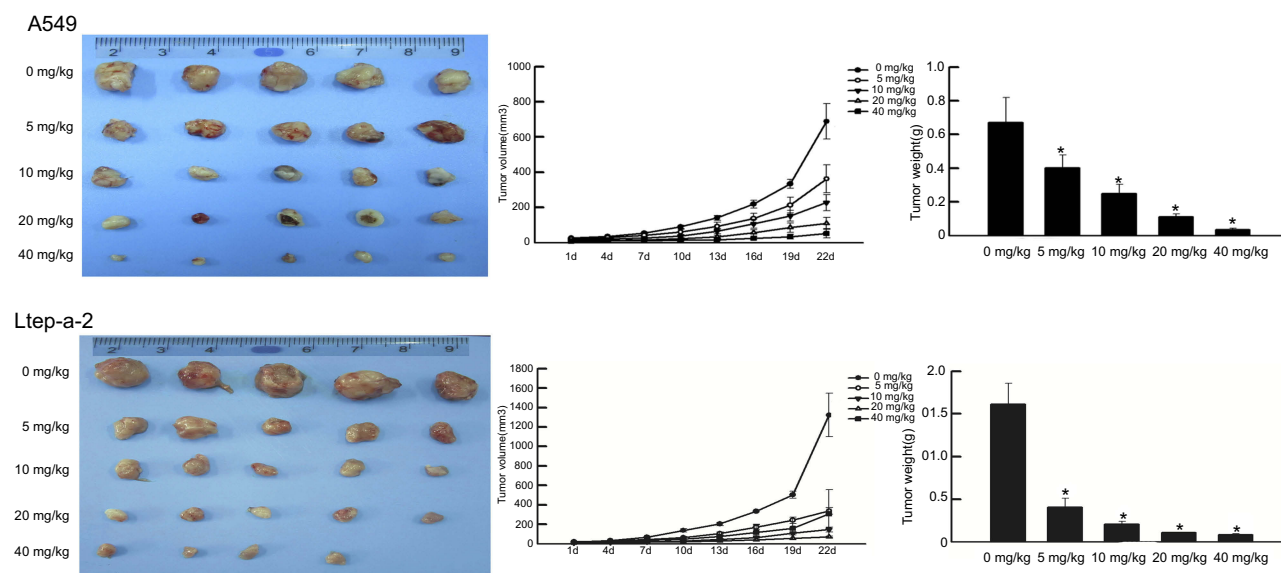 A549
0 mg/kg
5 mg/kg
10 mg/kg
20 mg/kg
40 mg/kg
2 3 4 6 7 8 9
Tumor volume(mm3)
1000
800
600
400
200
0
1d 4d 7d 10d 13d 16d 19d 22d
0 mg/kg
5 mg/kg
10 mg/kg
20 mg/kg
40 mg/kg
Tumor weight(g)
1.0
0.8
0.6
0.4
0.2
0
* * * *
0 mg/kg 5 mg/kg 10 mg/kg 20 mg/kg 40 mg/kg
Ltep-a-2
0 mg/kg
5 mg/kg
10 mg/kg
20 mg/kg
40 mg/kg
2 3 4 6 7 8 9
Tumor volume(mm3)
1800
1600
1400
1200
1000
800
600
400
200
0
1d 4d 7d 10d 13d 16d 19d 22d
0 mg/kg
5 mg/kg
10 mg/kg
20 mg/kg
40 mg/kg
Tumor weight(g)
2.0
01.5
1.0
0.5
0
* * * *
0 mg/kg 5 mg/kg 10 mg/kg 20 mg/kg 40 mg/kg